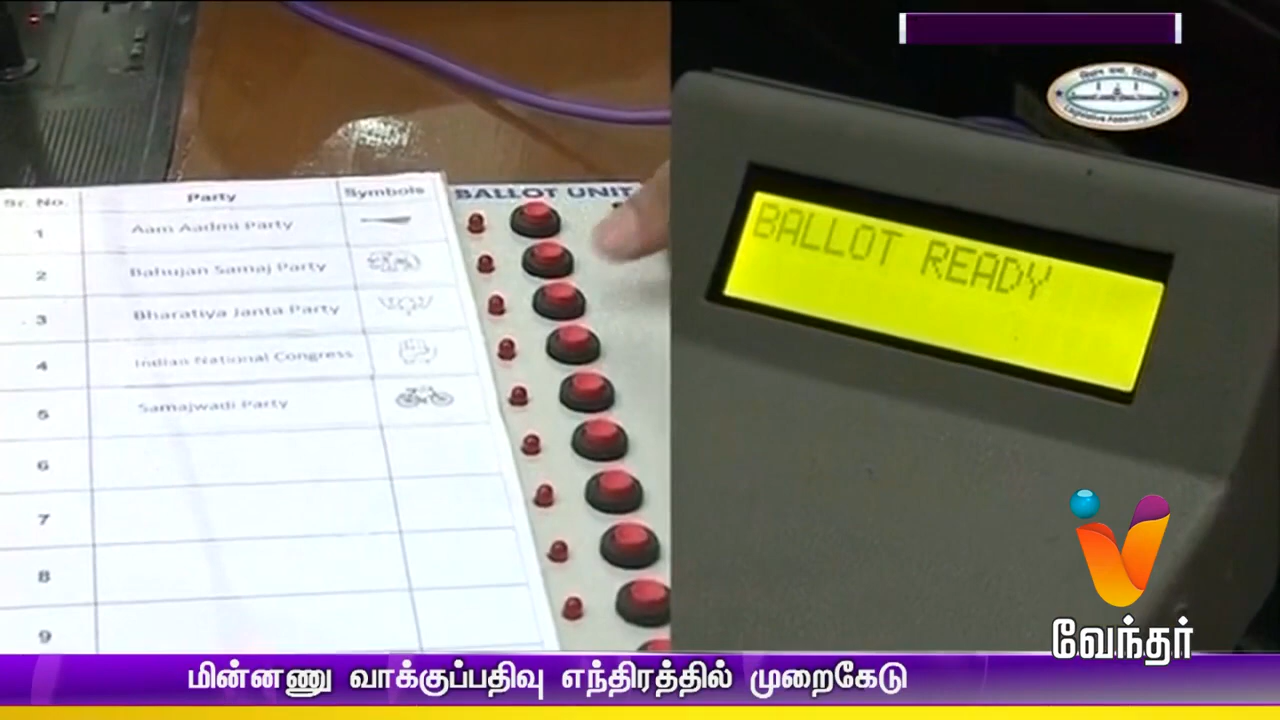 विधान सभा, दिल्ली
Legislative Assembly, Delhi
BALLOT UNIT
Sr. No. Party Symbols
1 Aam Aadmi Party
2 Bahujan Samaj Party
3 Bharatiya Janta Party
4 Indian National Congress
5 Samajwadi Party
6
7
8
9
BALLOT READY
வேந்தர்
மின்னணு வாக்குப்பதிவு எந்திரத்தில் முறைகேடு